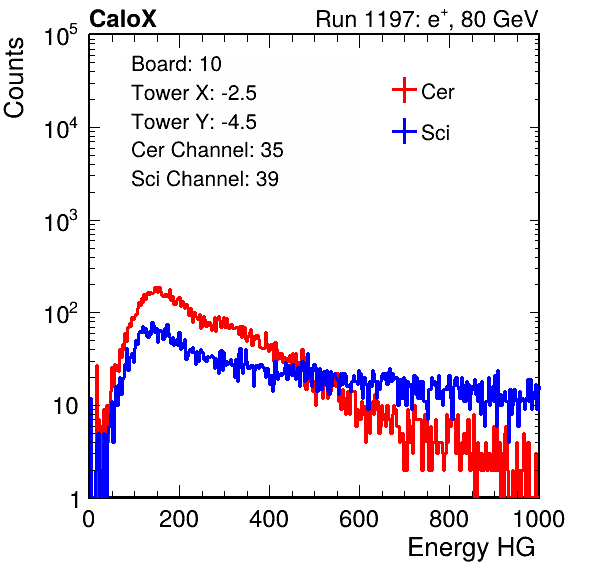 CaloX Run 1197: e⁺, 80 GeV
Counts
10⁵
10⁴
10³
10²
10
1
Board: 10
Tower X: -2.5
Tower Y: -4.5
Cer Channel: 35
Sci Channel: 39
Cer
Sci
0 200 400 600 800 1000
Energy HG